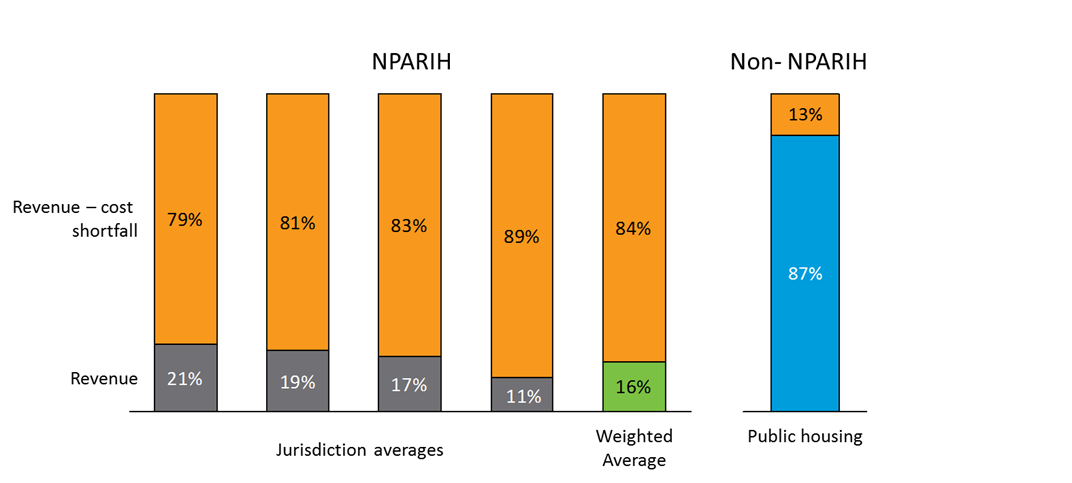 NPARIH
Non- NPARIH
13%
Revenue – cost
shortfall
79%
81%
83%
89%
84%
87%
Revenue
21%
19%
17%
11%
16%
Jurisdiction averages
Weighted
Average
Public housing